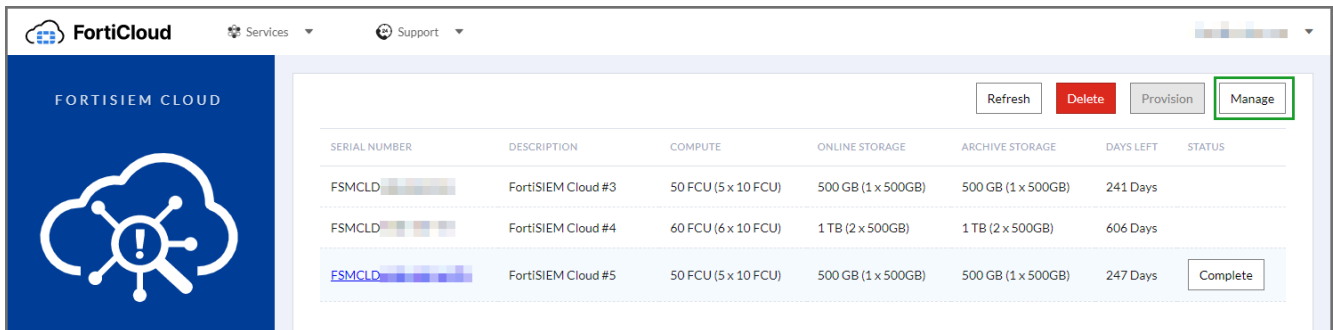 FortiCloud Services Support
FORTISIEM CLOUD
Refresh Delete Provision Manage
SERIAL NUMBER DESCRIPTION COMPUTE ONLINE STORAGE ARCHIVE STORAGE DAYS LEFT STATUS
FSMCLD FortiSIEM Cloud #3 50 FCU (5 x 10 FCU) 500 GB (1 x 500GB) 500 GB (1 x 500GB) 241 Days
FSMCLD FortiSIEM Cloud #4 60 FCU (6 x 10 FCU) 1 TB (2 x 500GB) 1 TB (2 x 500GB) 606 Days
FSMCLD FortiSIEM Cloud #5 50 FCU (5 x 10 FCU) 500 GB (1 x 500GB) 500 GB (1 x 500GB) 247 Days Complete